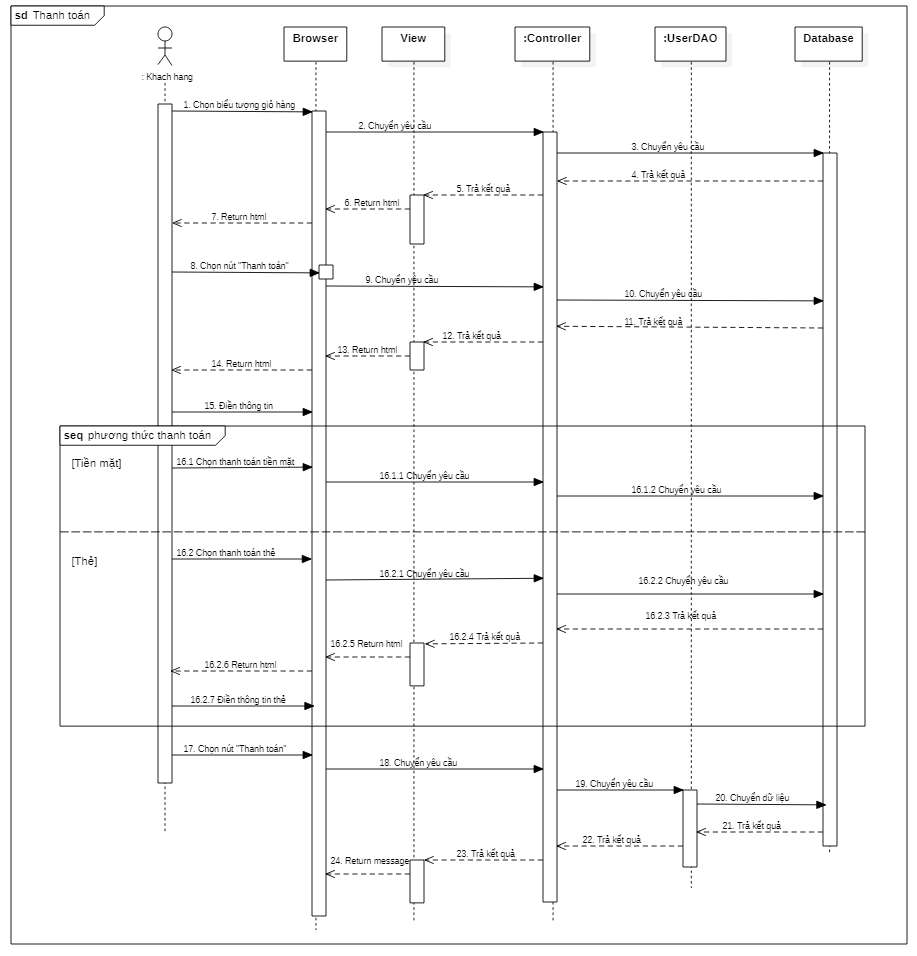 sd Thanh toán
: Khach hang
Browser
View
:Controller
:UserDAO
Database
1. Chọn biểu tượng giỏ hàng
2. Chuyển yêu cầu
3. Chuyển yêu cầu
4. Trả kết quả
5. Trả kết quả
6. Return html
7. Return html
8. Chọn nút "Thanh toán"
9. Chuyển yêu cầu
10. Chuyển yêu cầu
11. Trả kết quả
12. Trả kết quả
13. Return html
14. Return html
15. Điền thông tin
seq phương thức thanh toán
[Tiền mặt]
16.1 Chọn thanh toán tiền mặt
16.1.1 Chuyển yêu cầu
16.1.2 Chuyển yêu cầu
[Thẻ]
16.2 Chọn thanh toán thẻ
16.2.1 Chuyển yêu cầu
16.2.2 Chuyển yêu cầu
16.2.3 Trả kết quả
16.2.4 Trả kết quả
16.2.5 Return html
16.2.6 Return html
16.2.7 Điền thông tin thẻ
17. Chọn nút "Thanh toán"
18. Chuyển yêu cầu
19. Chuyển yêu cầu
20. Chuyển dữ liệu
21. Trả kết quả
22. Trả kết quả
23. Trả kết quả
24. Return message